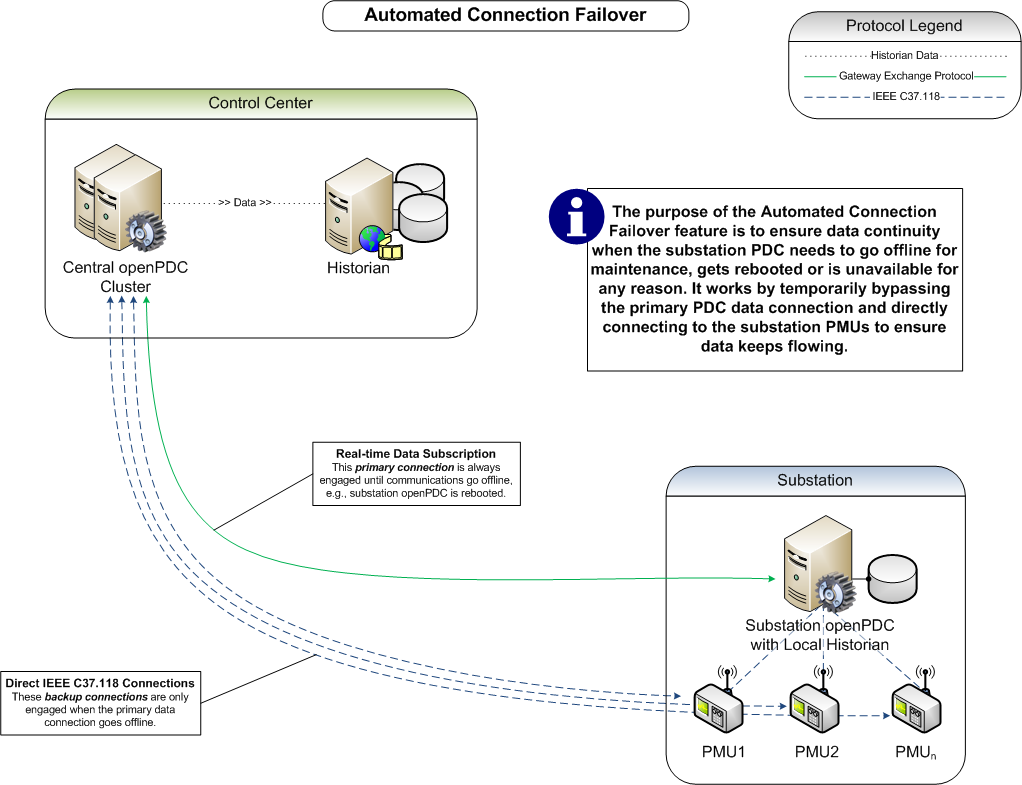 Automated Connection Failover
Protocol Legend
Historian Data
Gateway Exchange Protocol
IEEE C37.118
Control Center
>> Data >>
Central openPDC
Cluster
Historian
The purpose of the Automated Connection
Failover feature is to ensure data continuity
when the substation PDC needs to go offline for
maintenance, gets rebooted or is unavailable for
any reason. It works by temporarily bypassing
the primary PDC data connection and directly
connecting to the substation PMUs to ensure
data keeps flowing.
Real-time Data Subscription
This primary connection is always
engaged until communications go offline,
e.g., substation openPDC is rebooted.
Substation
Substation openPDC
with Local Historian
Direct IEEE C37.118 Connections
These backup connections are only
engaged when the primary data
connection goes offline.
PMU1
PMU2
PMUn